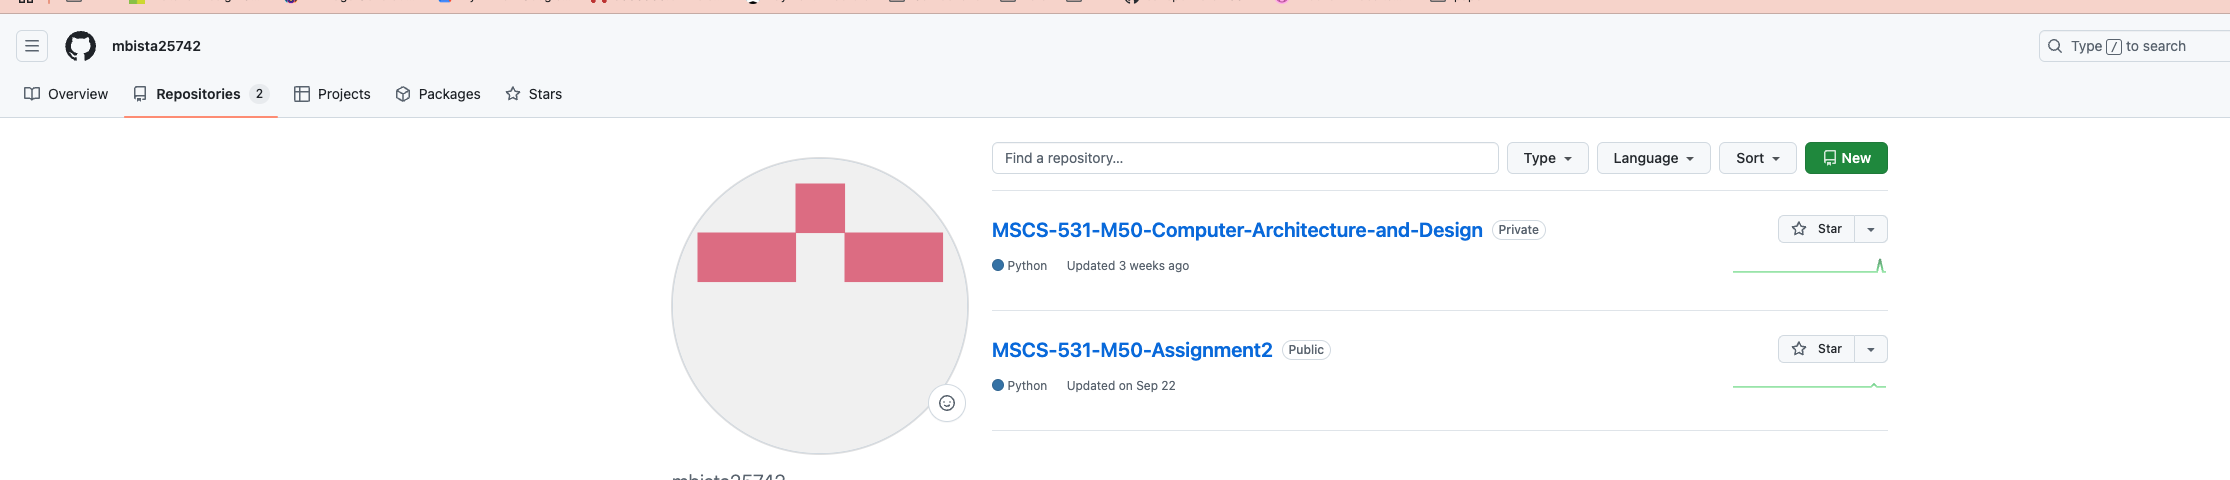 mbista25742
Type / to search
Overview
Repositories 2
Projects
Packages
Stars
Find a repository...
Type
Language
Sort
New
MSCS-531-M50-Computer-Architecture-and-Design Private
Star
Python Updated 3 weeks ago
MSCS-531-M50-Assignment2 Public
Star
Python Updated on Sep 22
mbista25742